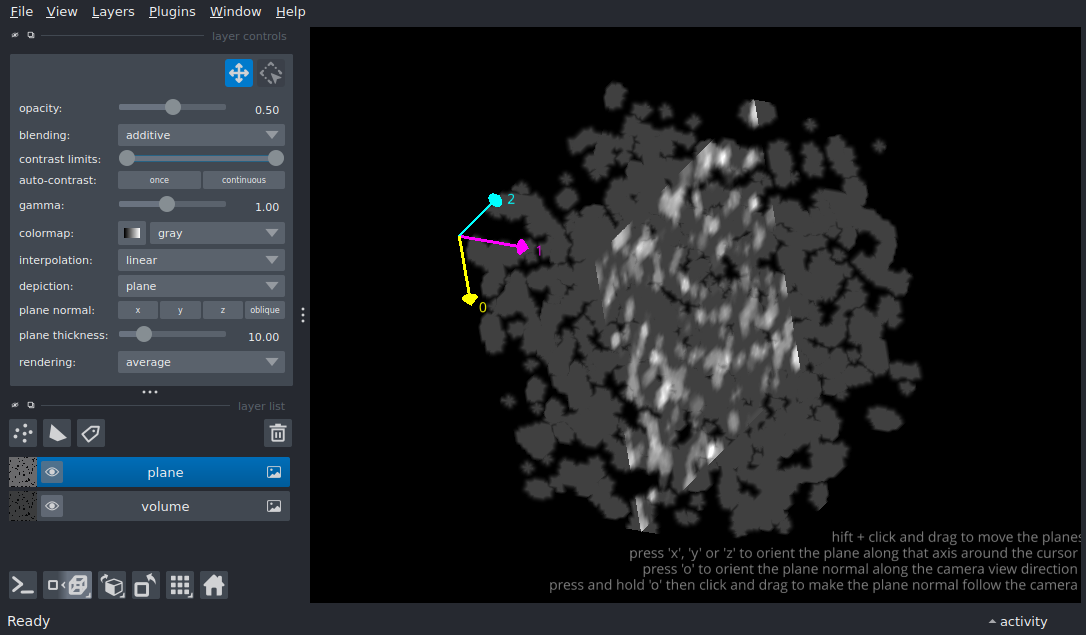 File View Layers Plugins Window Help
layer controls
opacity: 0.50
blending: additive
contrast limits:
auto-contrast: once continuous
gamma: 1.00
colormap: gray
interpolation: linear
depiction: plane
plane normal: x y z oblique
plane thickness: 10.00
rendering: average
layer list
plane
volume
2
1
0
hift + click and drag to move the planes
press 'x', 'y' or 'z' to orient the plane along that axis around the cursor
press 'o' to orient the plane normal along the camera view direction
press and hold 'o' then click and drag to make the plane normal follow the camera
Ready
activity